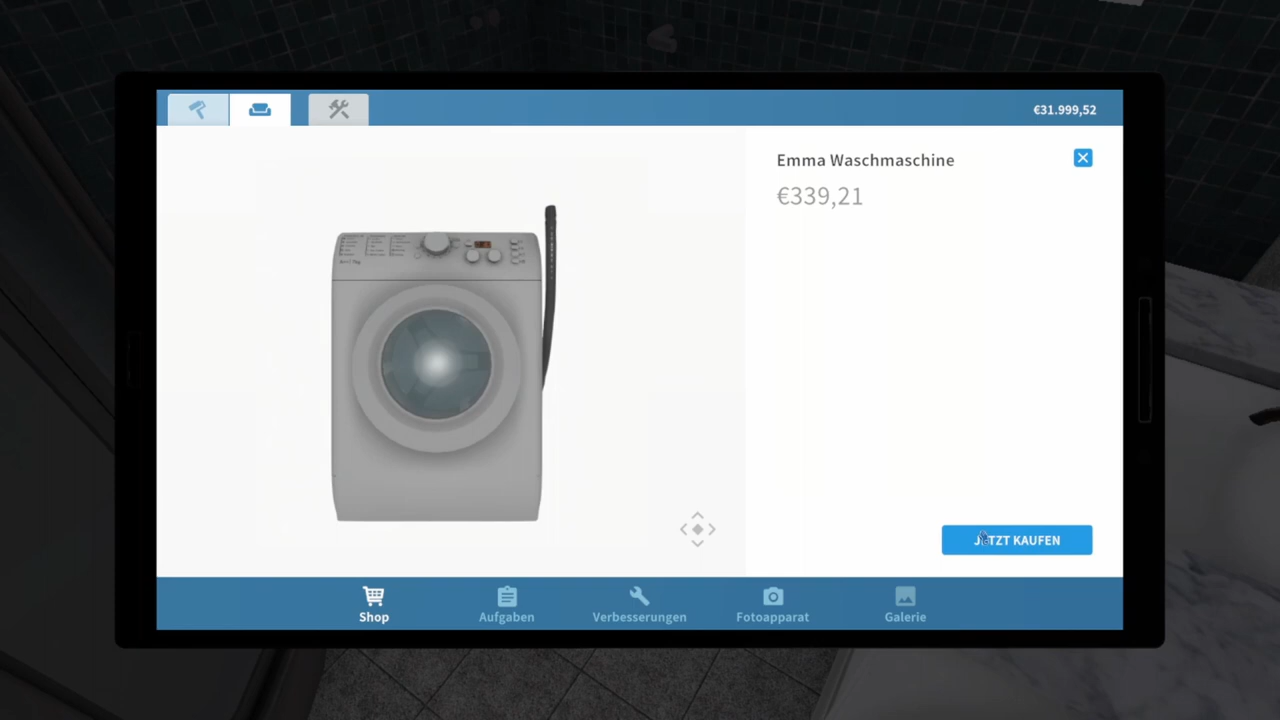 €31.999,52
Emma Waschmaschine
€339,21
JETZT KAUFEN
Shop
Aufgaben
Verbesserungen
Fotoapparat
Galerie